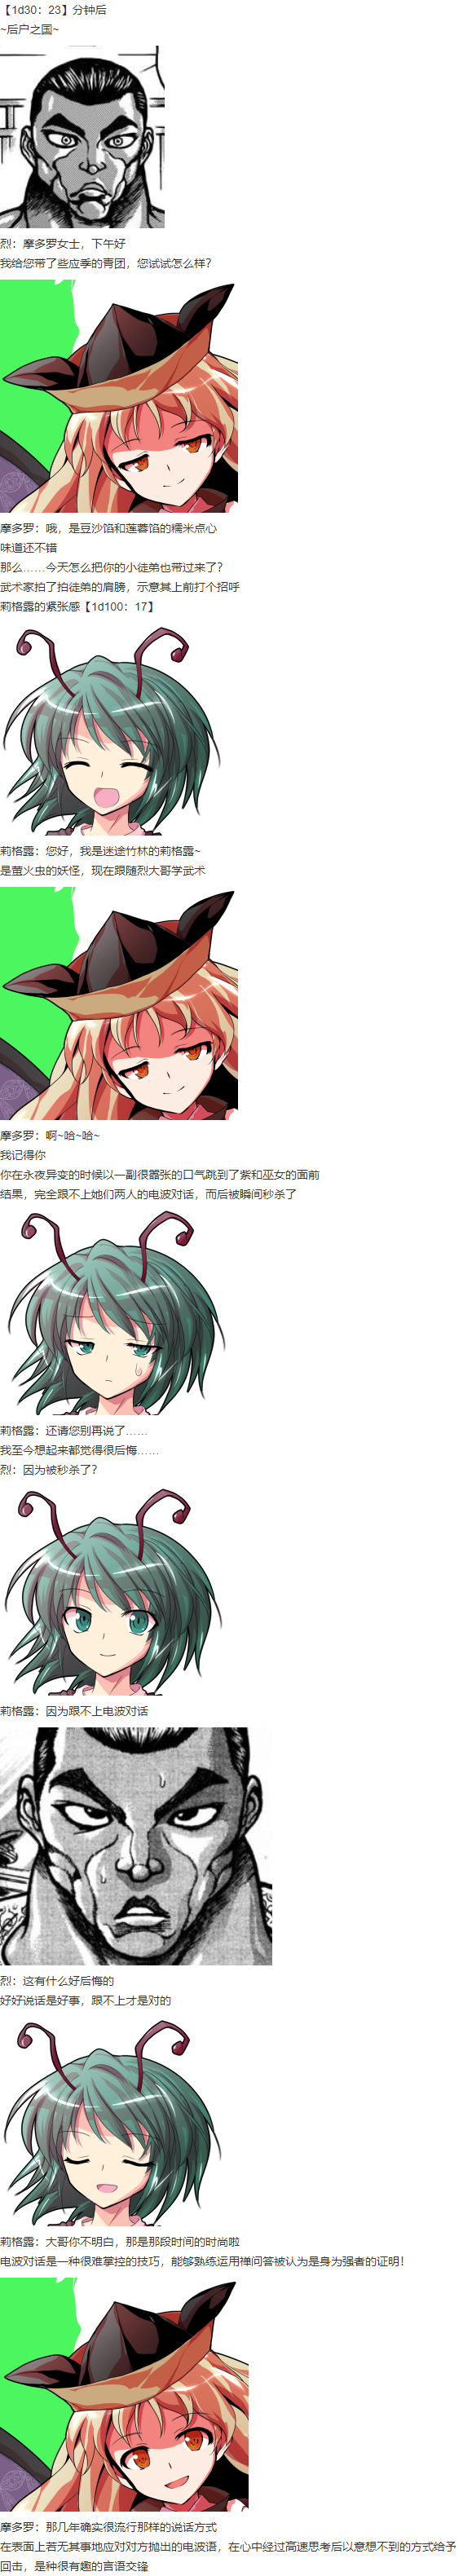 【1d30：23】分钟后
~后户之国~
烈：摩多罗女士，下午好
我给您带了些应季的青团，您试试怎么样？
摩多罗：哦，是豆沙馅和莲蓉馅的糯米点心
味道还不错
那么……今天怎么把你的小徒弟也带过来了？
武术家拍了拍徒弟的肩膀，示意其上前打个招呼
莉格露的紧张感【1d100：17】
莉格露：您好，我是迷途竹林的莉格露~
是萤火虫的妖怪，现在跟随烈大哥学武术
摩多罗：啊~哈~哈~
我记得你
你在永夜异变的时候以一副很嚣张的口气跳到了紫和巫女的面前
结果，完全跟不上她们两人的电波对话，而后被瞬间秒杀了
莉格露：还请您别再说了……
我至今想起来都觉得很后悔……
烈：因为被秒杀了？
莉格露：因为跟不上电波对话
烈：这有什么好后悔的
好好说话是好事，跟不上才是对的
莉格露：大哥你不明白，那是那段时间的时尚啦
电波对话是一种很难掌控的技巧，能够熟练运用禅问答被认为是身为强者的证明！
摩多罗：那几年确实很流行那样的说话方式
在表面上若无其事地应对对方抛出的电波语，在心中经过高速思考后以意想不到的方式给予
回击，是种很有趣的言语交锋